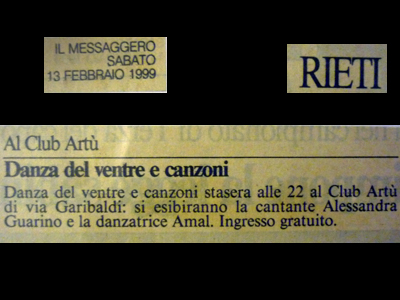 IL MESSAGGERO
SABATO
13 FEBBRAIO 1999
RIETI
Al Club Artù
Danza del ventre e canzoni
Danza del ventre e canzoni stasera alle 22 al Club Artù
di via Garibaldi: si esibiranno la cantante Alessandra
Guarino e la danzatrice Amal. Ingresso gratuito.